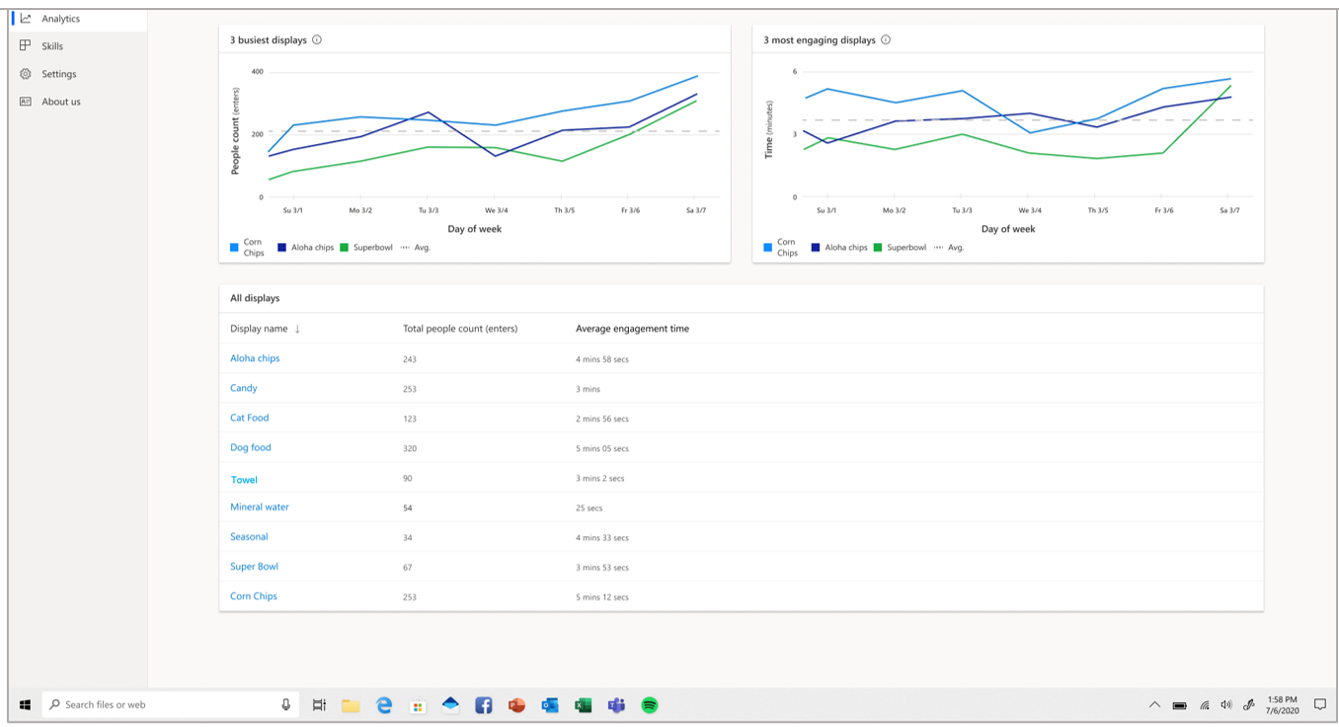 Analytics
Skills
Settings
About us
3 busiest displays
400
200
0
People count (enters)
Su 3/1 Mo 3/2 Tu 3/3 We 3/4 Th 3/5 Fr 3/6 Sa 3/7
Day of week
Corn Chips Aloha chips Superbowl Avg.
3 most engaging displays
6
3
0
Time (minutes)
Su 3/1 Mo 3/2 Tu 3/3 We 3/4 Th 3/5 Fr 3/6 Sa 3/7
Day of week
Corn Chips Aloha chips Superbowl Avg.
All displays
Display name ↓ Total people count (enters) Average engagement time
Aloha chips 243 4 mins 58 secs
Candy 253 3 mins
Cat Food 123 2 mins 56 secs
Dog food 320 5 mins 05 secs
Towel 90 3 mins 2 secs
Mineral water 54 25 secs
Seasonal 34 4 mins 33 secs
Super Bowl 67 3 mins 53 secs
Corn Chips 253 5 mins 12 secs
Search files or web
1:58 PM
7/6/2020